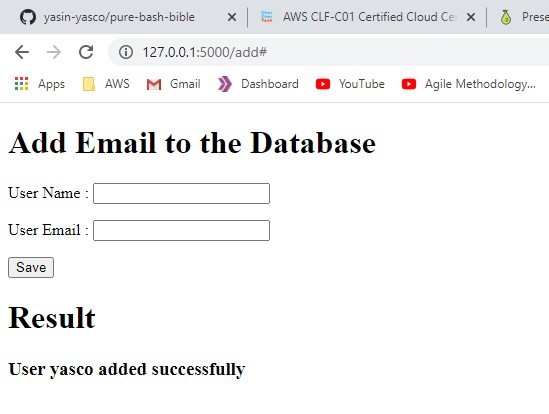 yasin-yasco/pure-bash-bible
AWS CLF-C01 Certified Cloud Cer
Prese
127.0.0.1:5000/add#
Apps AWS Gmail Dashboard YouTube Agile Methodology...
Add Email to the Database
User Name :
User Email :
Save
Result
User yasco added successfully